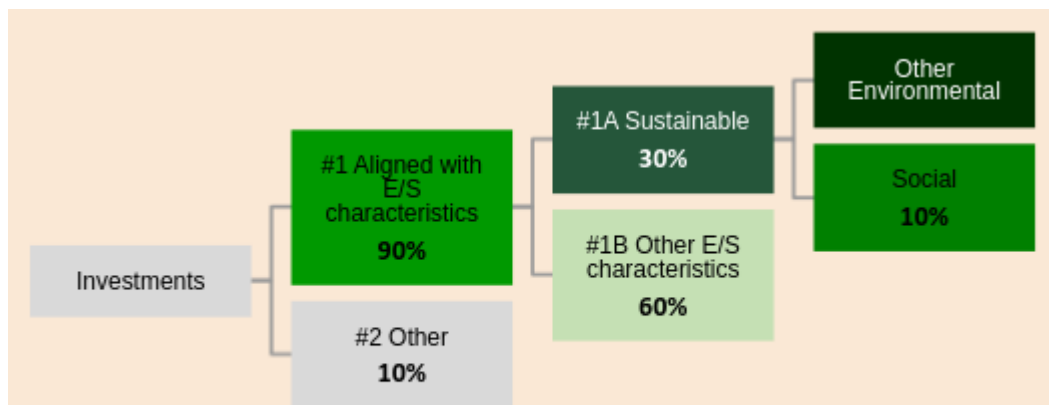 Investments
#1 Aligned with
E/S
characteristics
90%
#2 Other
10%
#1A Sustainable
30%
#1B Other E/S
characteristics
60%
Other
Environmental
Social
10%